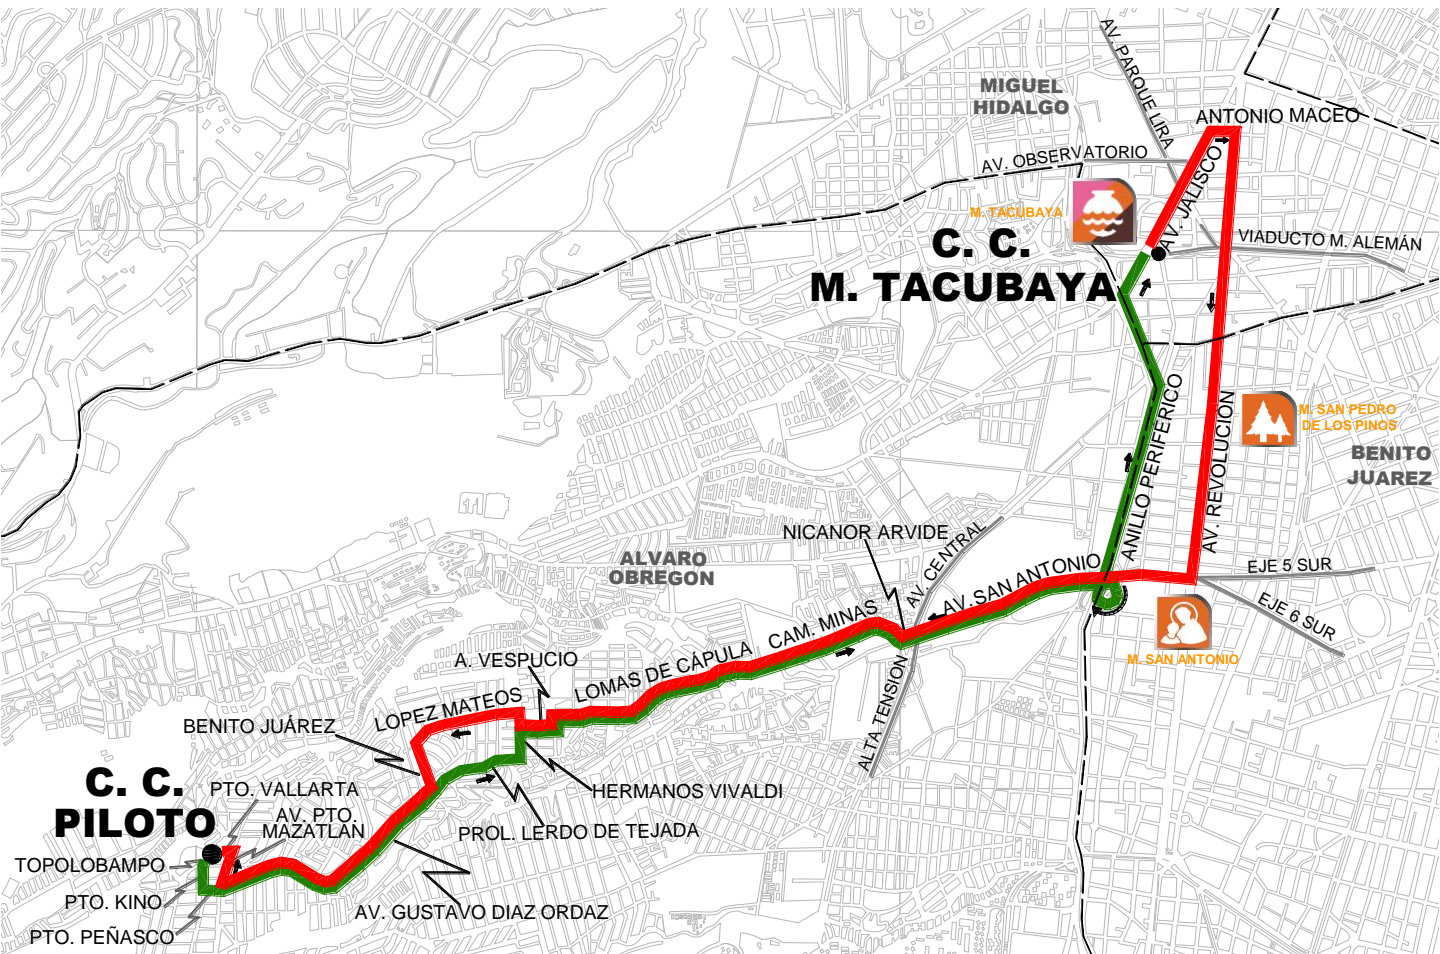 AV. PARQUE LIRA
MIGUEL
HIDALGO
ANTONIO MACEO
AV. OBSERVATORIO
AV. JALISCO
M. TACUBAYA
C. C.
M. TACUBAYA
VIADUCTO M. ALEMÁN
ANILLO PERIFERICO
AV. REVOLUCION
M. SAN PEDRO
DE LOS PINOS
BENITO
JUAREZ
NICANOR ARVIDE
AV. CENTRAL
ALVARO
OBREGON
AV. SAN ANTONIO
EJE 5 SUR
EJE 6 SUR
M. SAN ANTONIO
CAM. MINAS
LOMAS DE CÁPULA
A. VESPUCIO
ALTA TENSION
LOPEZ MATEOS
BENITO JUÁREZ
C. C.
PILOTO
PTO. VALLARTA
AV. PTO.
MAZATLAN
HERMANOS VIVALDI
PROL. LERDO DE TEJADA
TOPOLOBAMPO
PTO. KINO
AV. GUSTAVO DIAZ ORDAZ
PTO. PEÑASCO